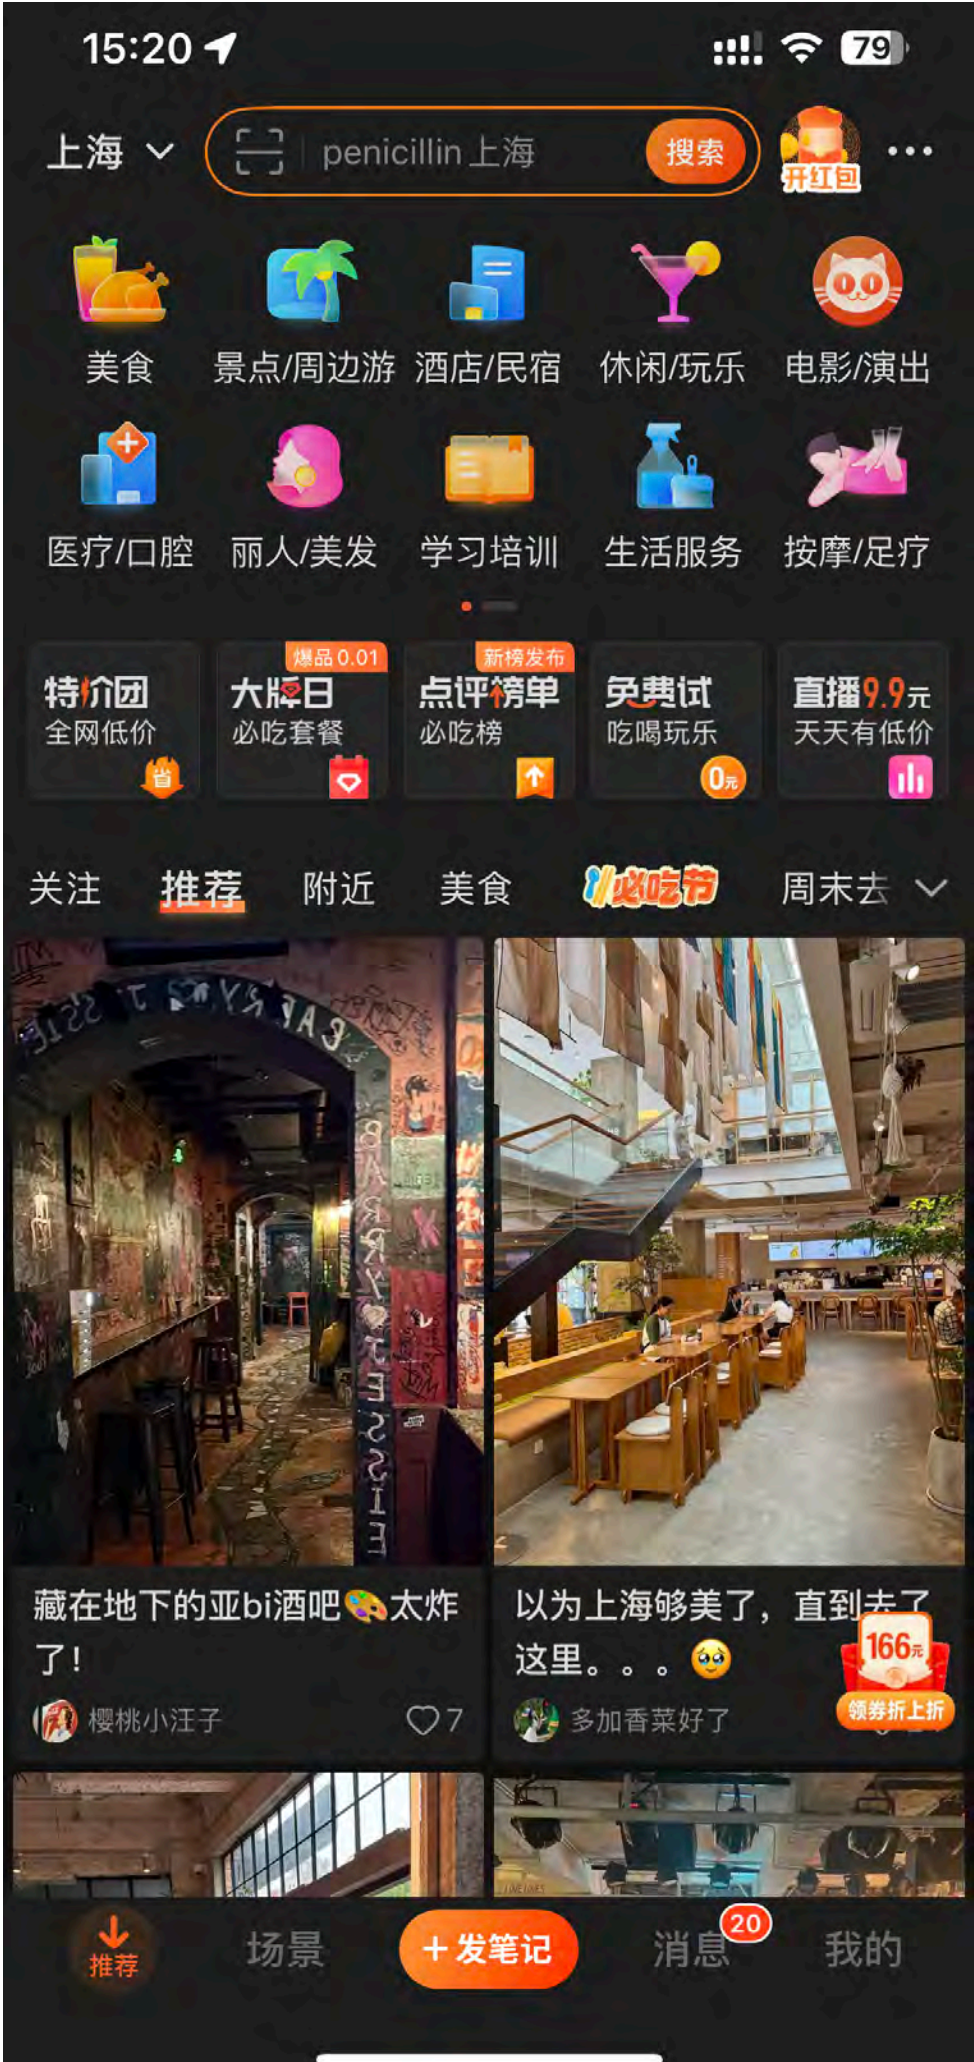 15:20
79
上海
penicillin 上海
搜索
开红包
美食
景点/周边游
酒店/民宿
休闲/玩乐
电影/演出
医疗/口腔
丽人/美发
学习培训
生活服务
按摩/足疗
爆品0.01
新榜发布
特价团
大牌日
点评榜单
免费试
直播9.9元
全网低价
必吃套餐
必吃榜
吃喝玩乐
天天有低价
省
0元
关注
推荐
附近
美食
必吃节
周末去
BARRY
JESSIE
藏在地下的亚bi酒吧🎨太炸
了!
樱桃小汪子
7
以为上海够美了，直到去了
这里。。。🥹
多加香菜好了
166元
领券折上折
推荐
场景
+发笔记
消息
20
我的